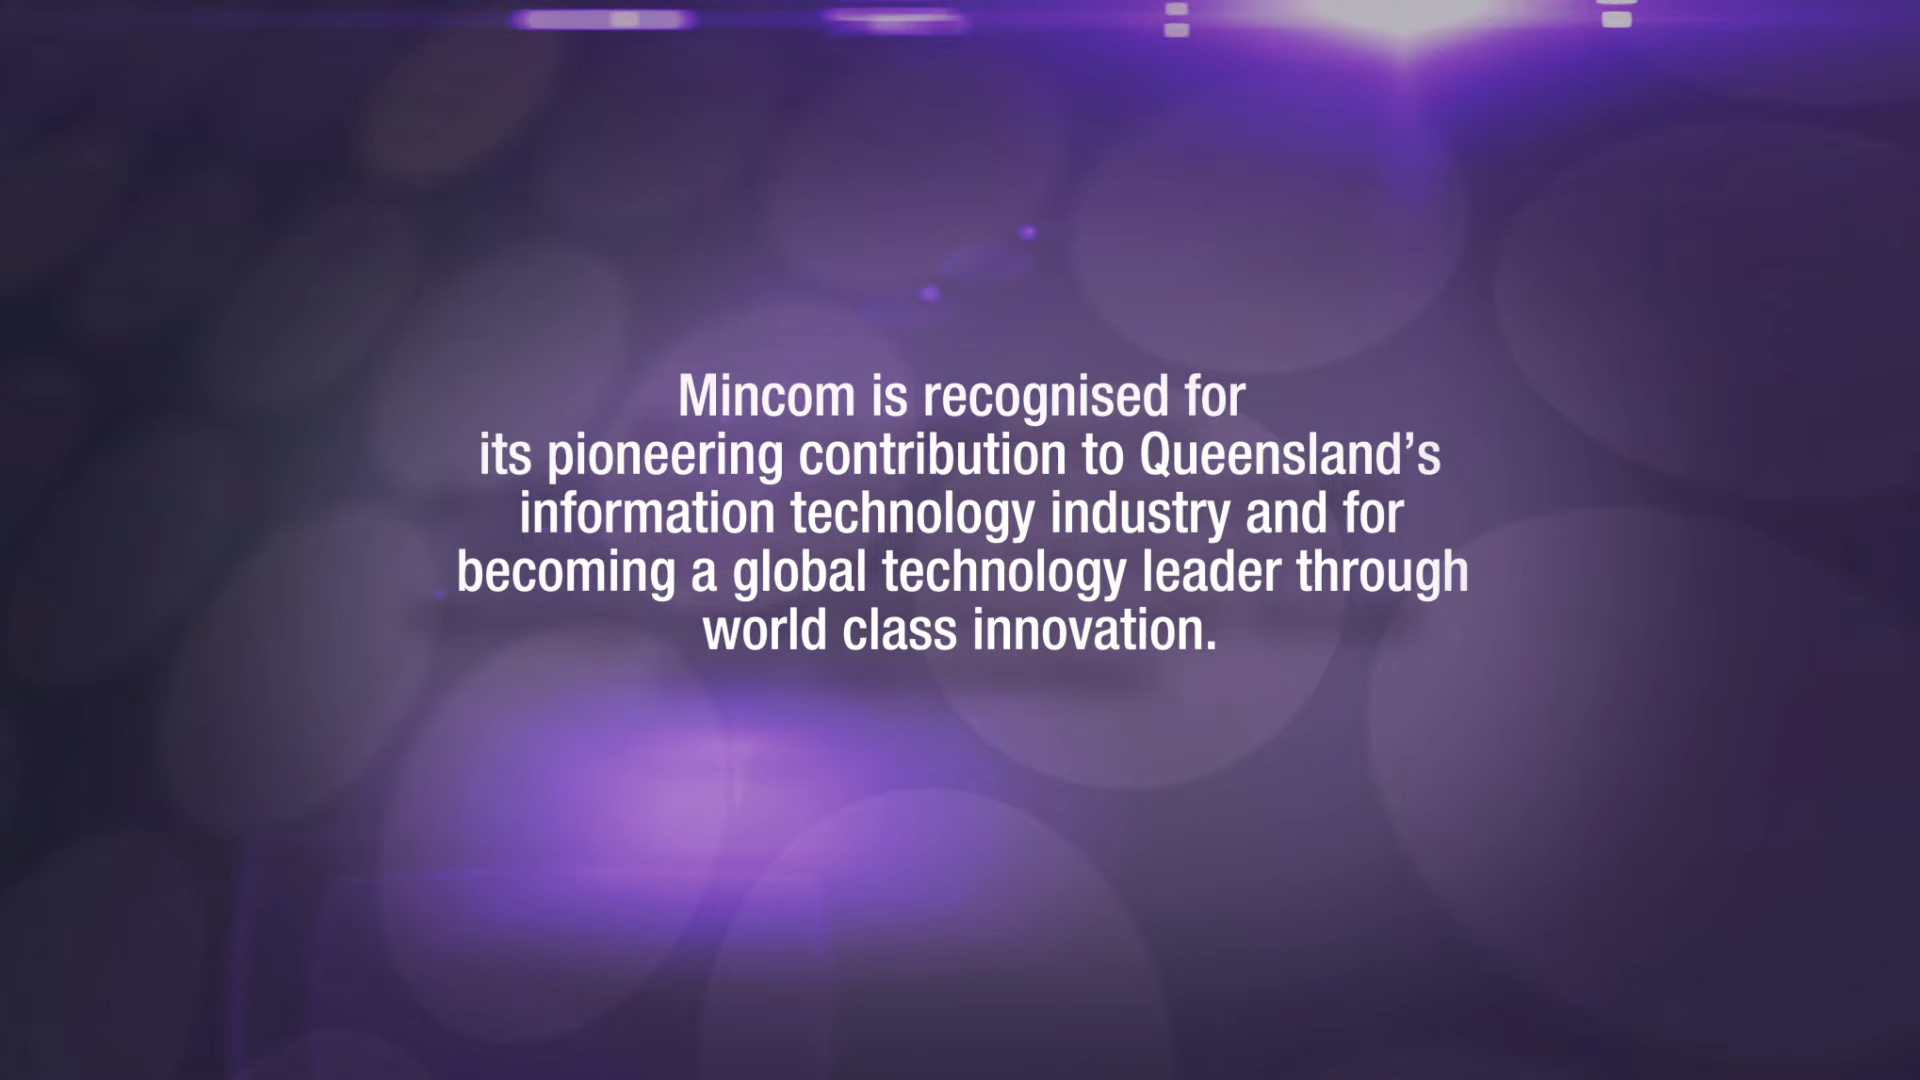 Mincom is recognised for
its pioneering contribution to Queensland’s
information technology industry and for
becoming a global technology leader through
world class innovation.